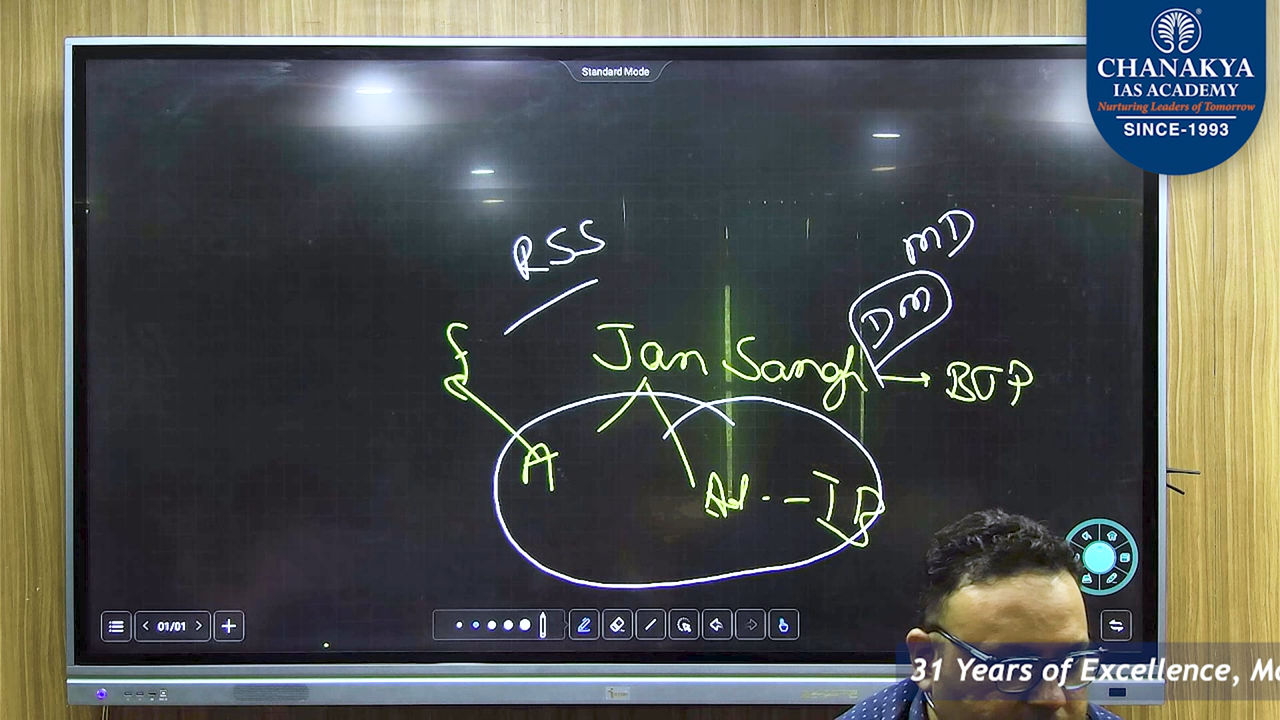 Standard Mode
CHANAKYA
IAS ACADEMY
Nurturing Leaders of Tomorrow
SINCE-1993
MD
RSS
DM
f
Jan Sangh → BJP
A
Ad -- I B
01/01
31 Years of Excellence, Mo